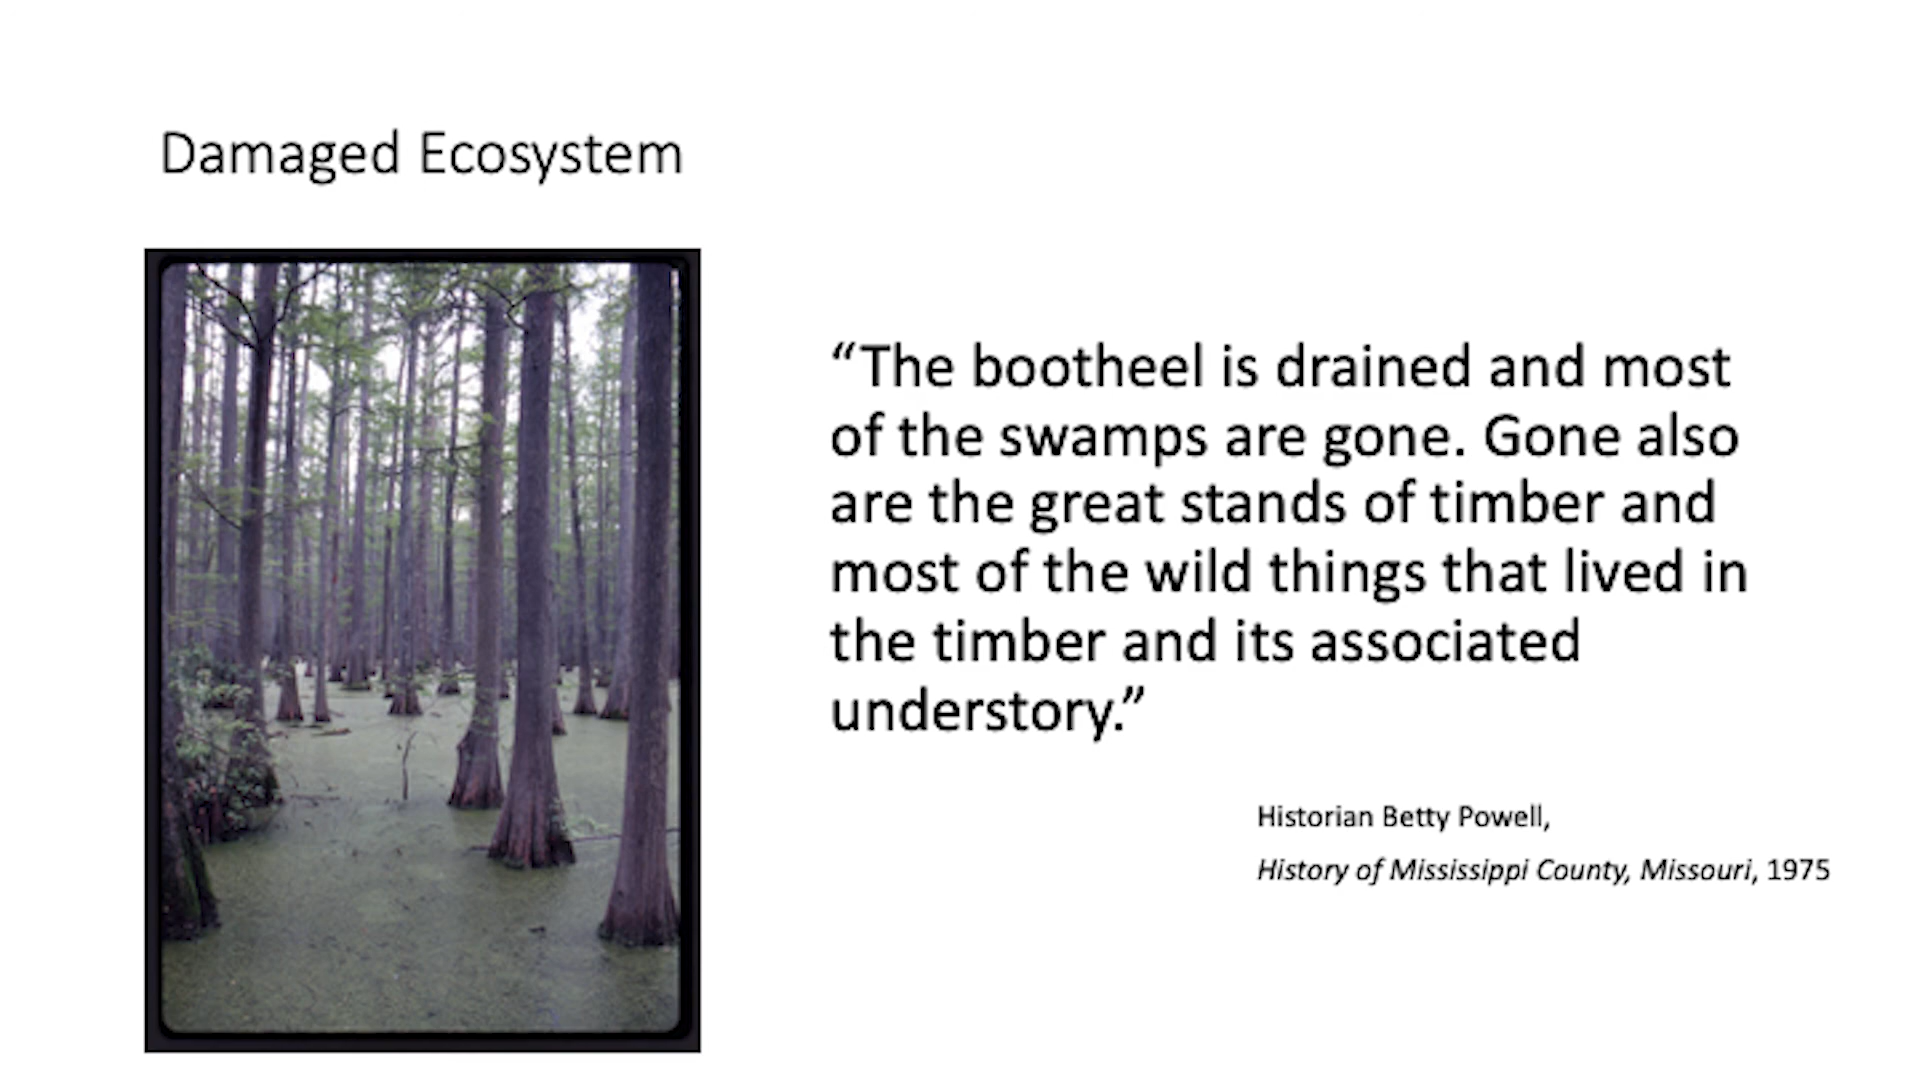 Damaged Ecosystem
“The bootheel is drained and most
of the swamps are gone. Gone also
are the great stands of timber and
most of the wild things that lived in
the timber and its associated
understory.”
Historian Betty Powell,
History of Mississippi County, Missouri, 1975